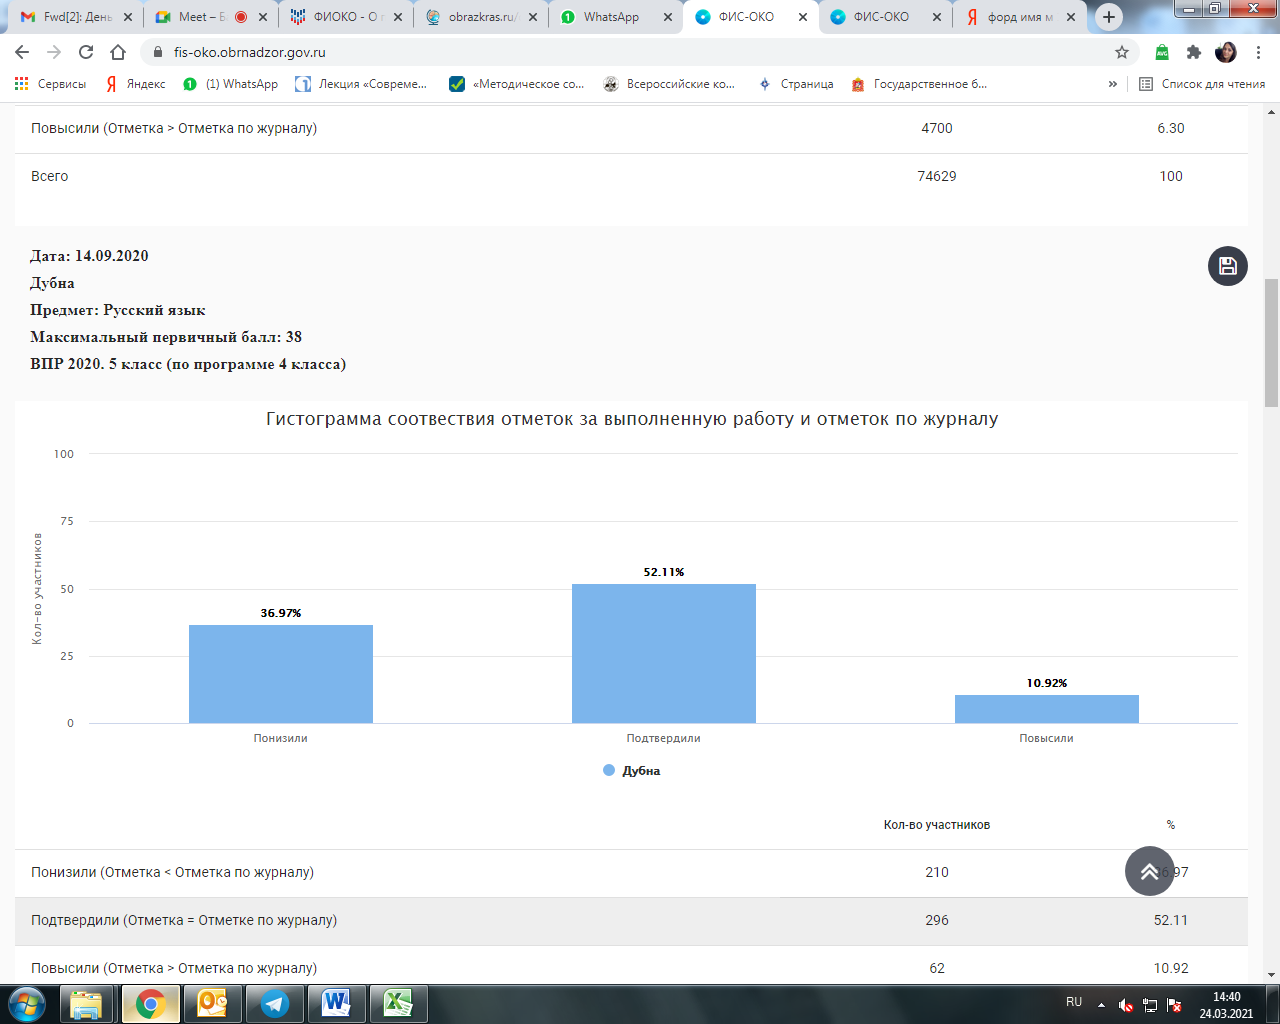 Fwd[2]: День
Meet – Б
ФИОКО - О
obrazkras.ru/
WhatsApp
ФИС-ОКО
ФИС-ОКО
форд имя м
fis-oko.obrnadzor.gov.ru
Сервисы
Яндекс
(1) WhatsApp
Лекция «Совреме...
«Методическое со...
Всероссийские ко...
Страница
Государственное б...
»
Список для чтения
Повысили (Отметка > Отметка по журналу) 4700 6.30
Всего 74629 100
Дата: 14.09.2020
Дубна
Предмет: Русский язык
Максимальный первичный балл: 38
ВПР 2020. 5 класс (по программе 4 класса)
Гистограмма соотвествия отметок за выполненную работу и отметок по журналу
Кол-во участников
100
75
50
25
0
36.97%
52.11%
10.92%
Понизили
Подтвердили
Повысили
Дубна
Кол-во участников %
Понизили (Отметка < Отметка по журналу) 210
Подтвердили (Отметка = Отметке по журналу) 296 52.11
Повысили (Отметка > Отметка по журналу) 62 10.92
RU
14:40
24.03.2021